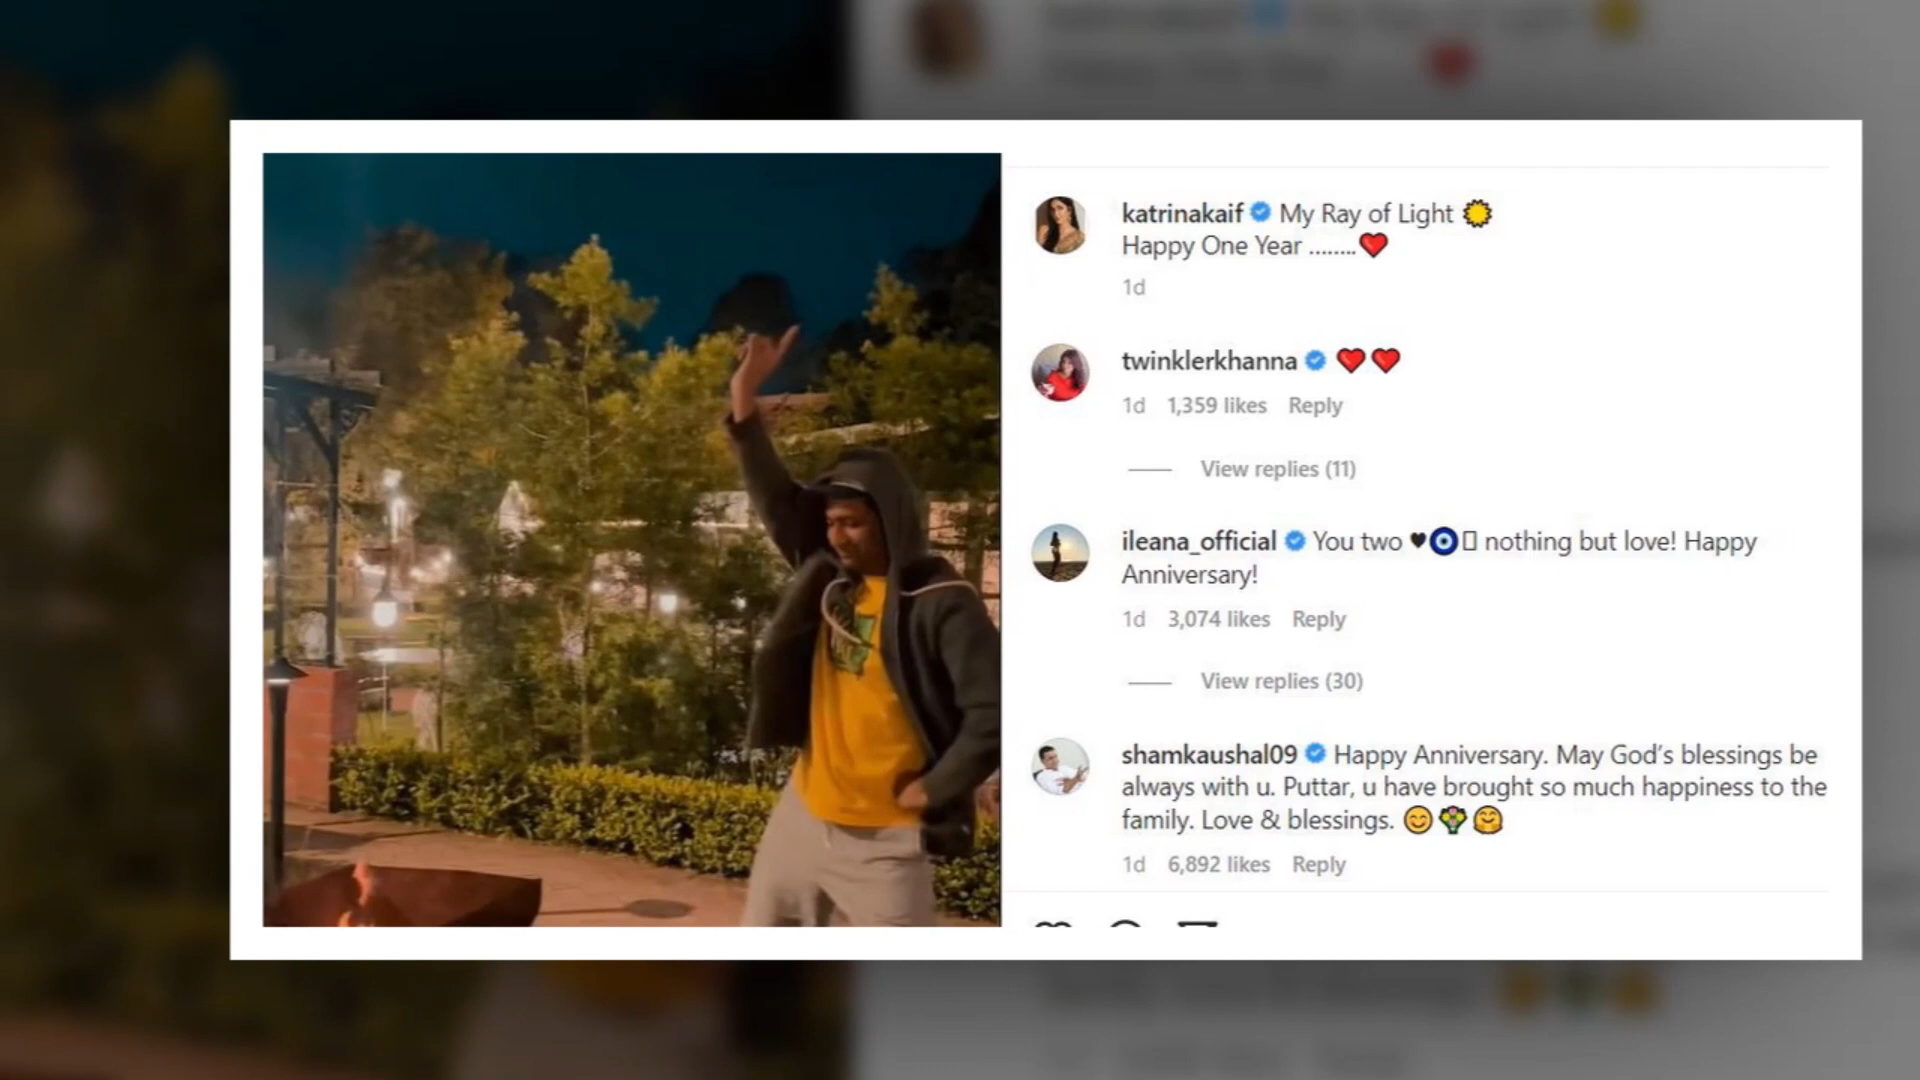 katrinakaif My Ray of Light
Happy One Year ........❤️
1d
twinklerkhanna ❤️❤️
1d 1,359 likes Reply
View replies (11)
ileana_official You two ♥🧿▯ nothing but love! Happy
Anniversary!
1d 3,074 likes Reply
View replies (30)
shamkaushal09 Happy Anniversary. May God's blessings be
always with u. Puttar, u have brought so much happiness to the
family. Love & blessings. 😊💐🤗
1d 6,892 likes Reply